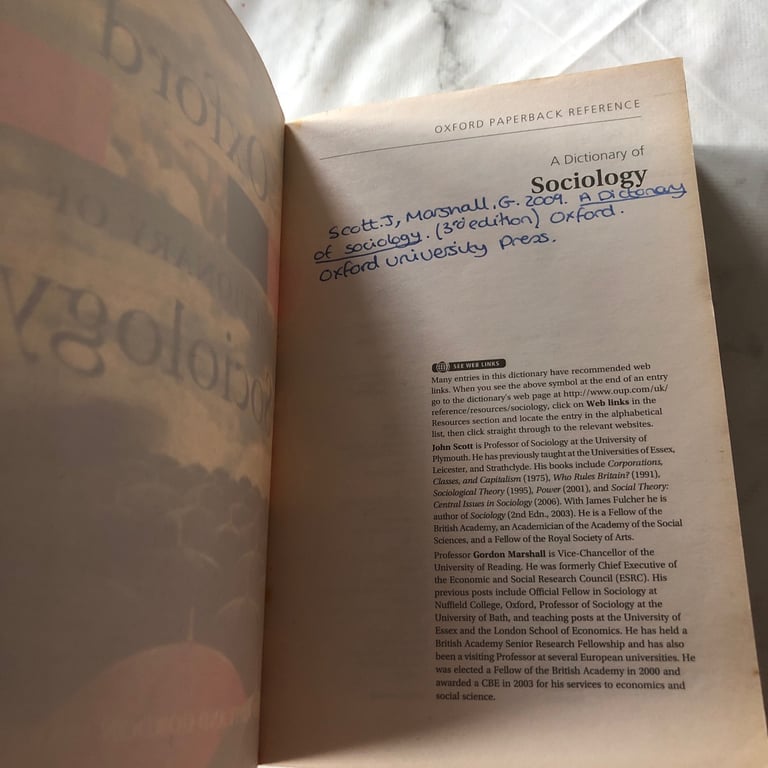 OXFORD PAPERBACK REFERENCE
A Dictionary of
Sociology
Scott.J, Marshall, G. 2009. A Dictonary
of sociology. (3rd edition) Oxford.
Oxford university Press.
SEE WEB LINKS
Many entries in this dictionary have recommended web
links. When you see the above symbol at the end of an entry
go to the dictionary's web page at http://www.oup.com/uk/
reference/resources/sociology, click on Web links in the
Resources section and locate the entry in the alphabetical
list, then click straight through to the relevant websites.
John Scott is Professor of Sociology at the University of
Plymouth. He has previously taught at the Universities of Essex,
Leicester, and Strathclyde. His books include Corporations,
Classes, and Capitalism (1975), Who Rules Britain? (1991),
Sociological Theory (1995), Power (2001), and Social Theory:
Central Issues in Sociology (2006). With James Fulcher he is
author of Sociology (2nd Edn., 2003). He is a Fellow of the
British Academy, an Academician of the Academy of the Social
Sciences, and a Fellow of the Royal Society of Arts.
Professor Gordon Marshall is Vice-Chancellor of the
University of Reading. He was formerly Chief Executive of
the Economic and Social Research Council (ESRC). His
previous posts include Official Fellow in Sociology at
Nuffield College, Oxford, Professor of Sociology at the
University of Bath, and teaching posts at the University of
Essex and the London School of Economics. He has held a
British Academy Senior Research Fellowship and has also
been a visiting Professor at several European universities. He
was elected a Fellow of the British Academy in 2000 and
awarded a CBE in 2003 for his services to economics and
social science.